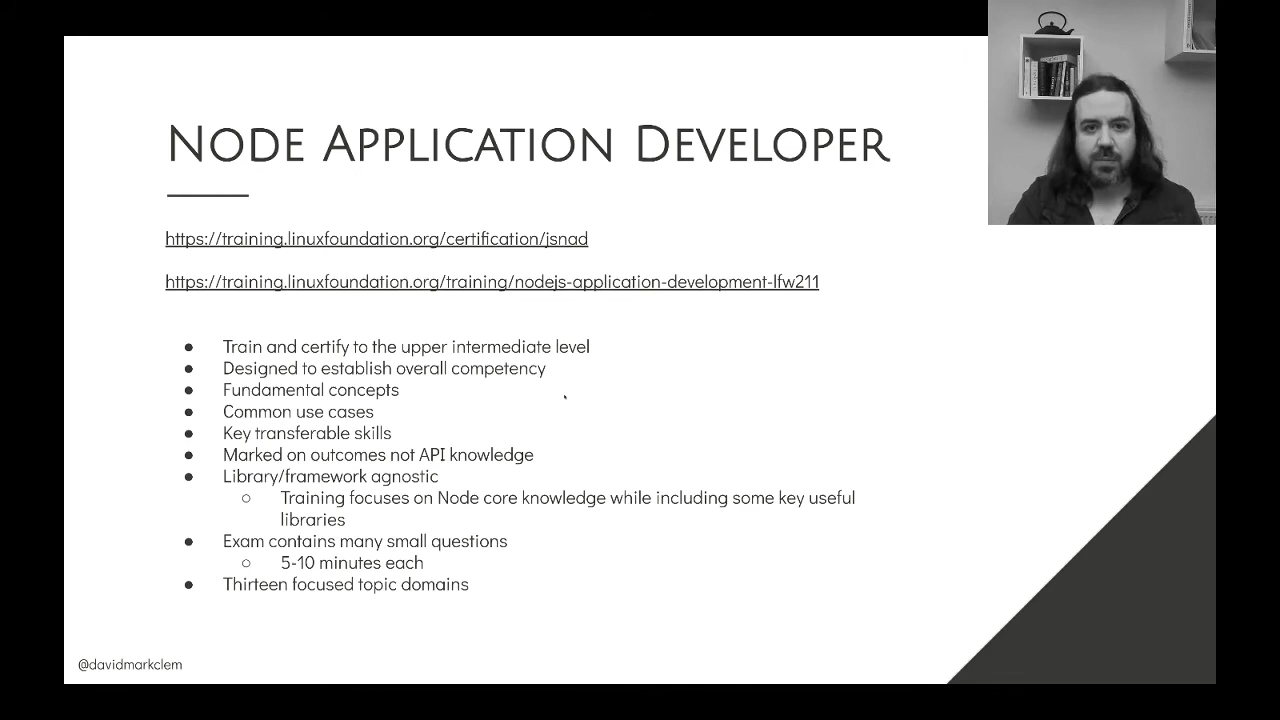 Node Application Developer
https://training.linuxfoundation.org/certification/jsnad
https://training.linuxfoundation.org/training/nodejs-application-development-lfw211
● Train and certify to the upper intermediate level
● Designed to establish overall competency
● Fundamental concepts
● Common use cases
● Key transferable skills
● Marked on outcomes not API knowledge
● Library/framework agnostic
○ Training focuses on Node core knowledge while including some key useful
libraries
● Exam contains many small questions
○ 5-10 minutes each
● Thirteen focused topic domains
@davidmarkclem